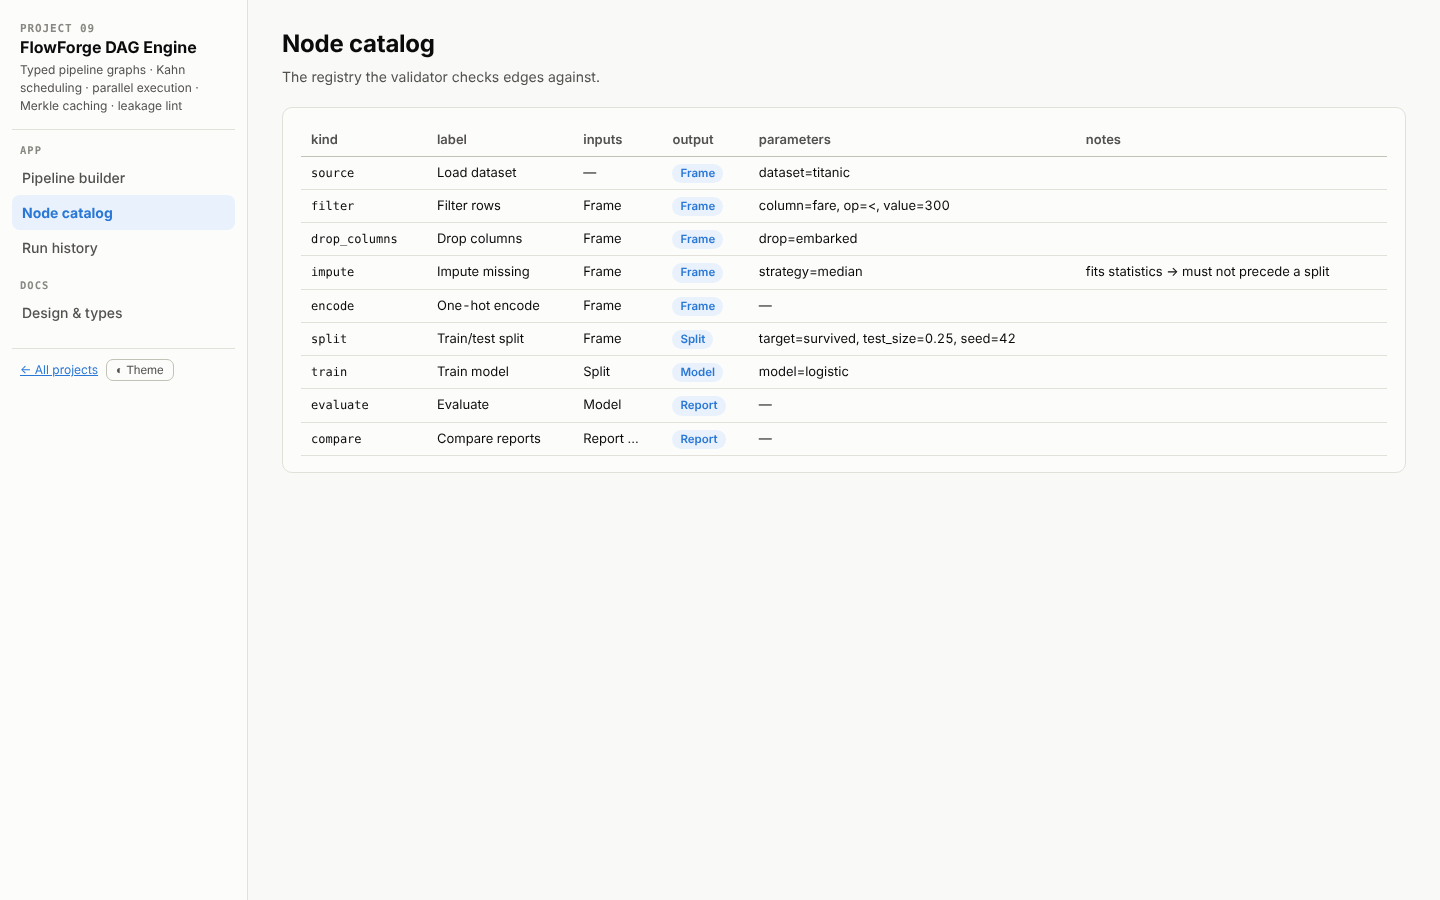 PROJECT 09
FlowForge DAG Engine
Typed pipeline graphs · Kahn
scheduling · parallel execution ·
Merkle caching · leakage lint
APP
Pipeline builder
Node catalog
Run history
DOCS
Design & types
← All projects
Theme
Node catalog
The registry the validator checks edges against.
kind label inputs output parameters notes
source Load dataset — Frame dataset=titanic
filter Filter rows Frame Frame column=fare, op=<, value=300
drop_columns Drop columns Frame Frame drop=embarked
impute Impute missing Frame Frame strategy=median fits statistics → must not precede a split
encode One-hot encode Frame Frame —
split Train/test split Frame Split target=survived, test_size=0.25, seed=42
train Train model Split Model model=logistic
evaluate Evaluate Model Report —
compare Compare reports Report ... Report —